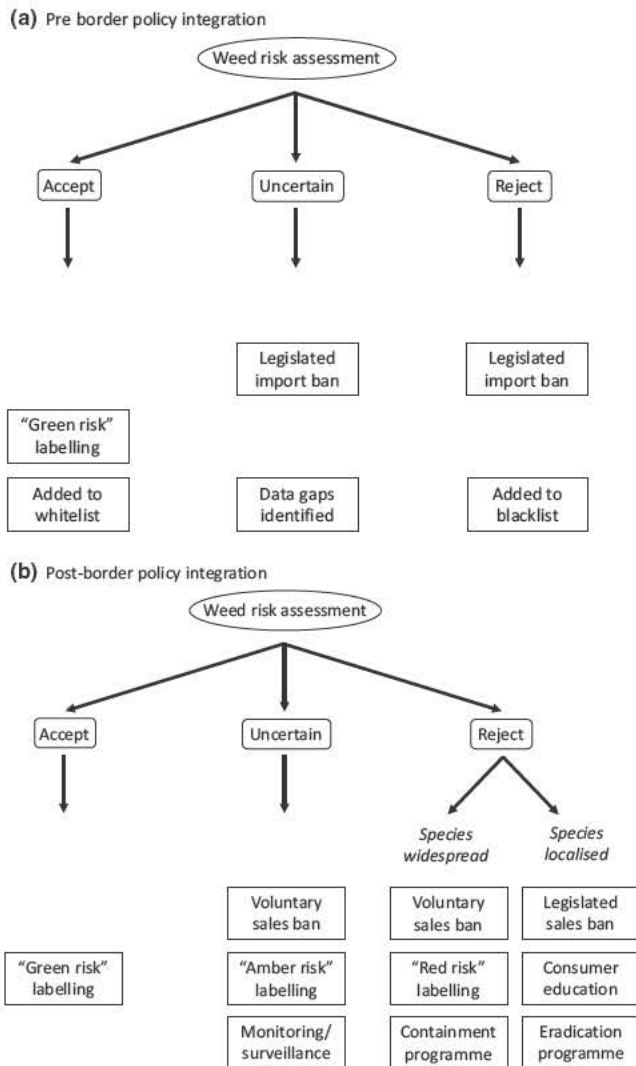 (a) Pre border policy integration
Weed risk assessment
Accept
Uncertain
Reject
Legislated
import ban
Legislated
import ban
"Green risk"
labelling
Added to
whitelist
Data gaps
identified
Added to
blacklist
(b) Post-border policy integration
Weed risk assessment
Accept
Uncertain
Reject
Species
widespread
Species
localised
Voluntary
sales ban
Voluntary
sales ban
Legislated
sales ban
"Green risk"
labelling
"Amber risk"
labelling
"Red risk"
labelling
Consumer
education
Monitoring/
surveillance
Containment
programme
Eradication
programme